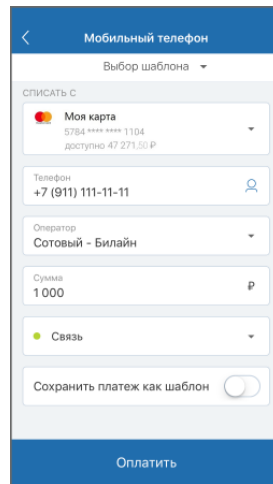 Мобильный телефон
Выбор шаблона
СПИСАТЬ С
Моя карта
5784 **** **** 1104
доступно 47 271,50 ₽
Телефон
+7 (911) 111-11-11
Оператор
Сотовый - Билайн
Сумма
1 000 ₽
Связь
Сохранить платеж как шаблон
Оплатить